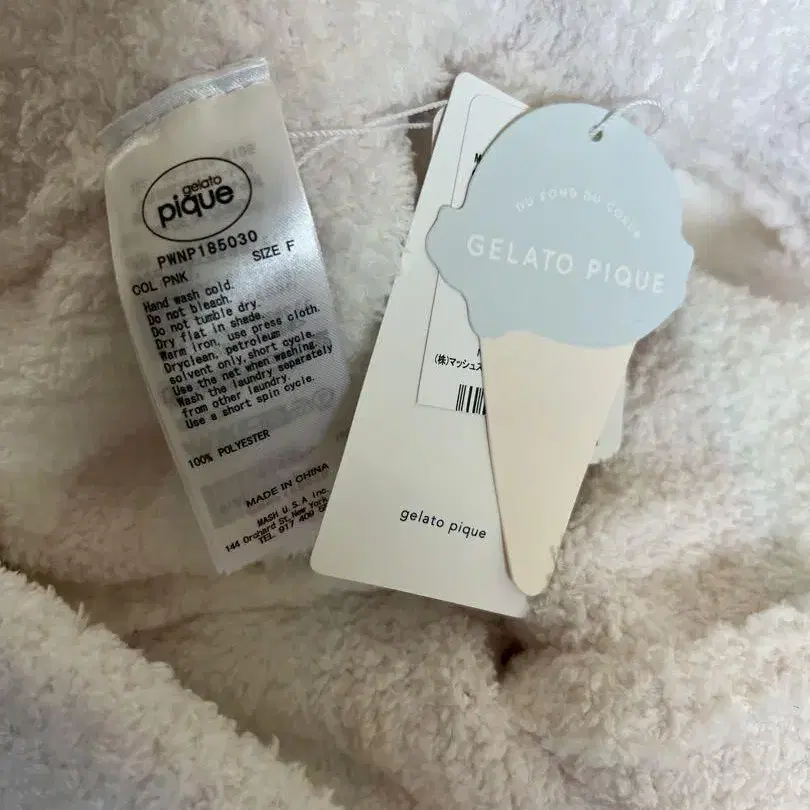 gelato
pique
PWNP185030
COL PNK SIZE F
Hand wash cold.
Do not bleach.
Do not tumble dry.
Dry flat in shade.
Warm iron, use press cloth.
Dryclean, petroleum
solvent only, short cycle.
Use the net when washing.
Wash the laundry separately
from other laundry.
Use a short spin cycle.
100% POLYESTER
MADE IN CHINA
MASH U.S.A Inc.
144 Orchard St, New York
TEL 917 409
DU FOND DU COEUR
GELATO PIQUE
(株)マッシュス
gelato pique